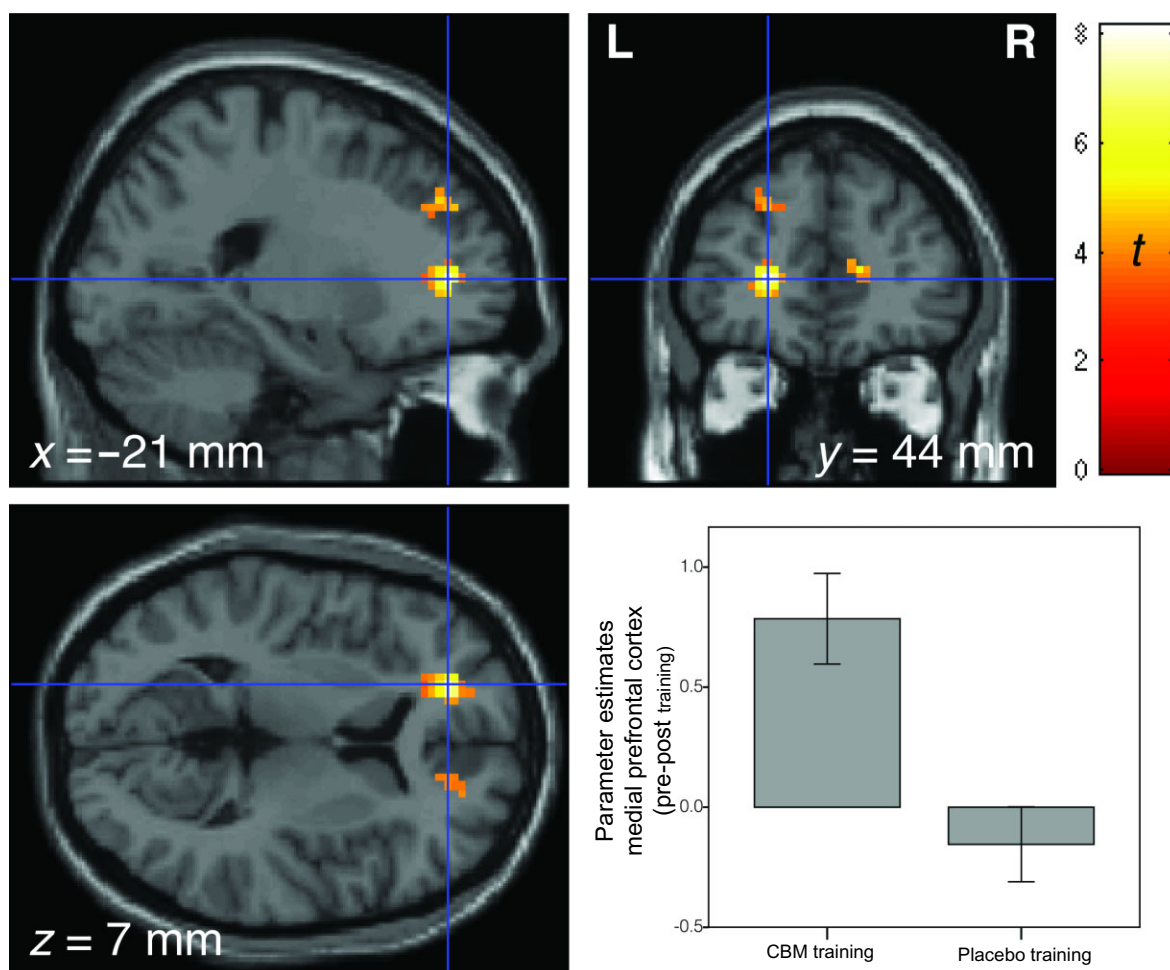 L
R
8
6
4
t
2
0
x =−21 mm
y = 44 mm
z = 7 mm
Parameter estimates
medial prefrontal cortex
(pre-post training)
1.0
0.5
0.0
-0.5
CBM training
Placebo training